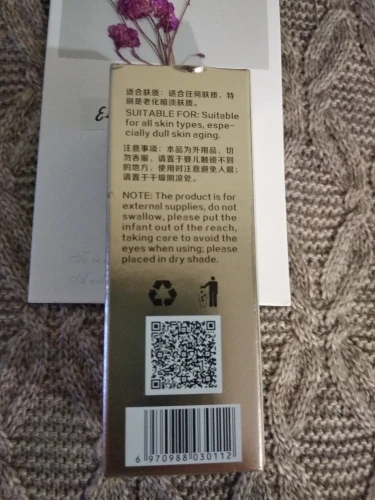 适合肤质：适合任何肤质，特
别是老化暗淡肤质。
SUITABLE FOR: Suitable
for all skin types, espe-
cially dull skin aging.
注意事项：本品为外用品，切
勿吞服，请置于婴儿触摸不到
的地方，使用时注意避免入眼；
请置于干燥阴凉处。
NOTE: The product is for
external supplies, do not
swallow, please put the
infant out of the reach,
taking care to avoid the
eyes when using; please
placed in dry shade.
6 970988 030112